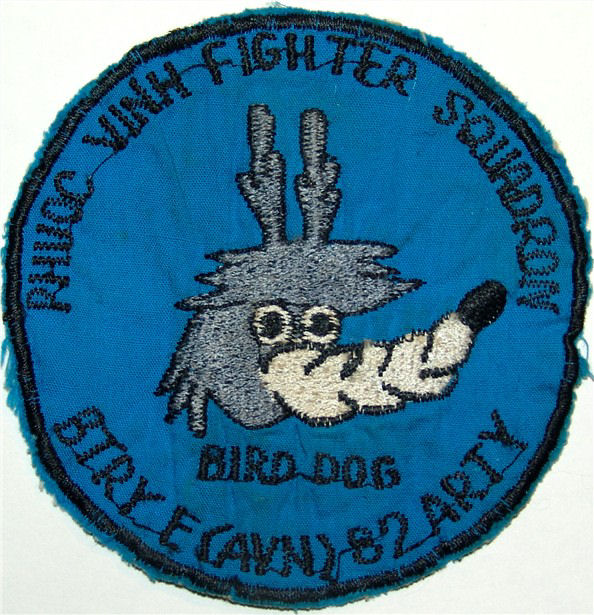 PHUOC VINH FIGHTER SQUADRON
BIRD DOG
BTRY E (AVN) 82 ARTY